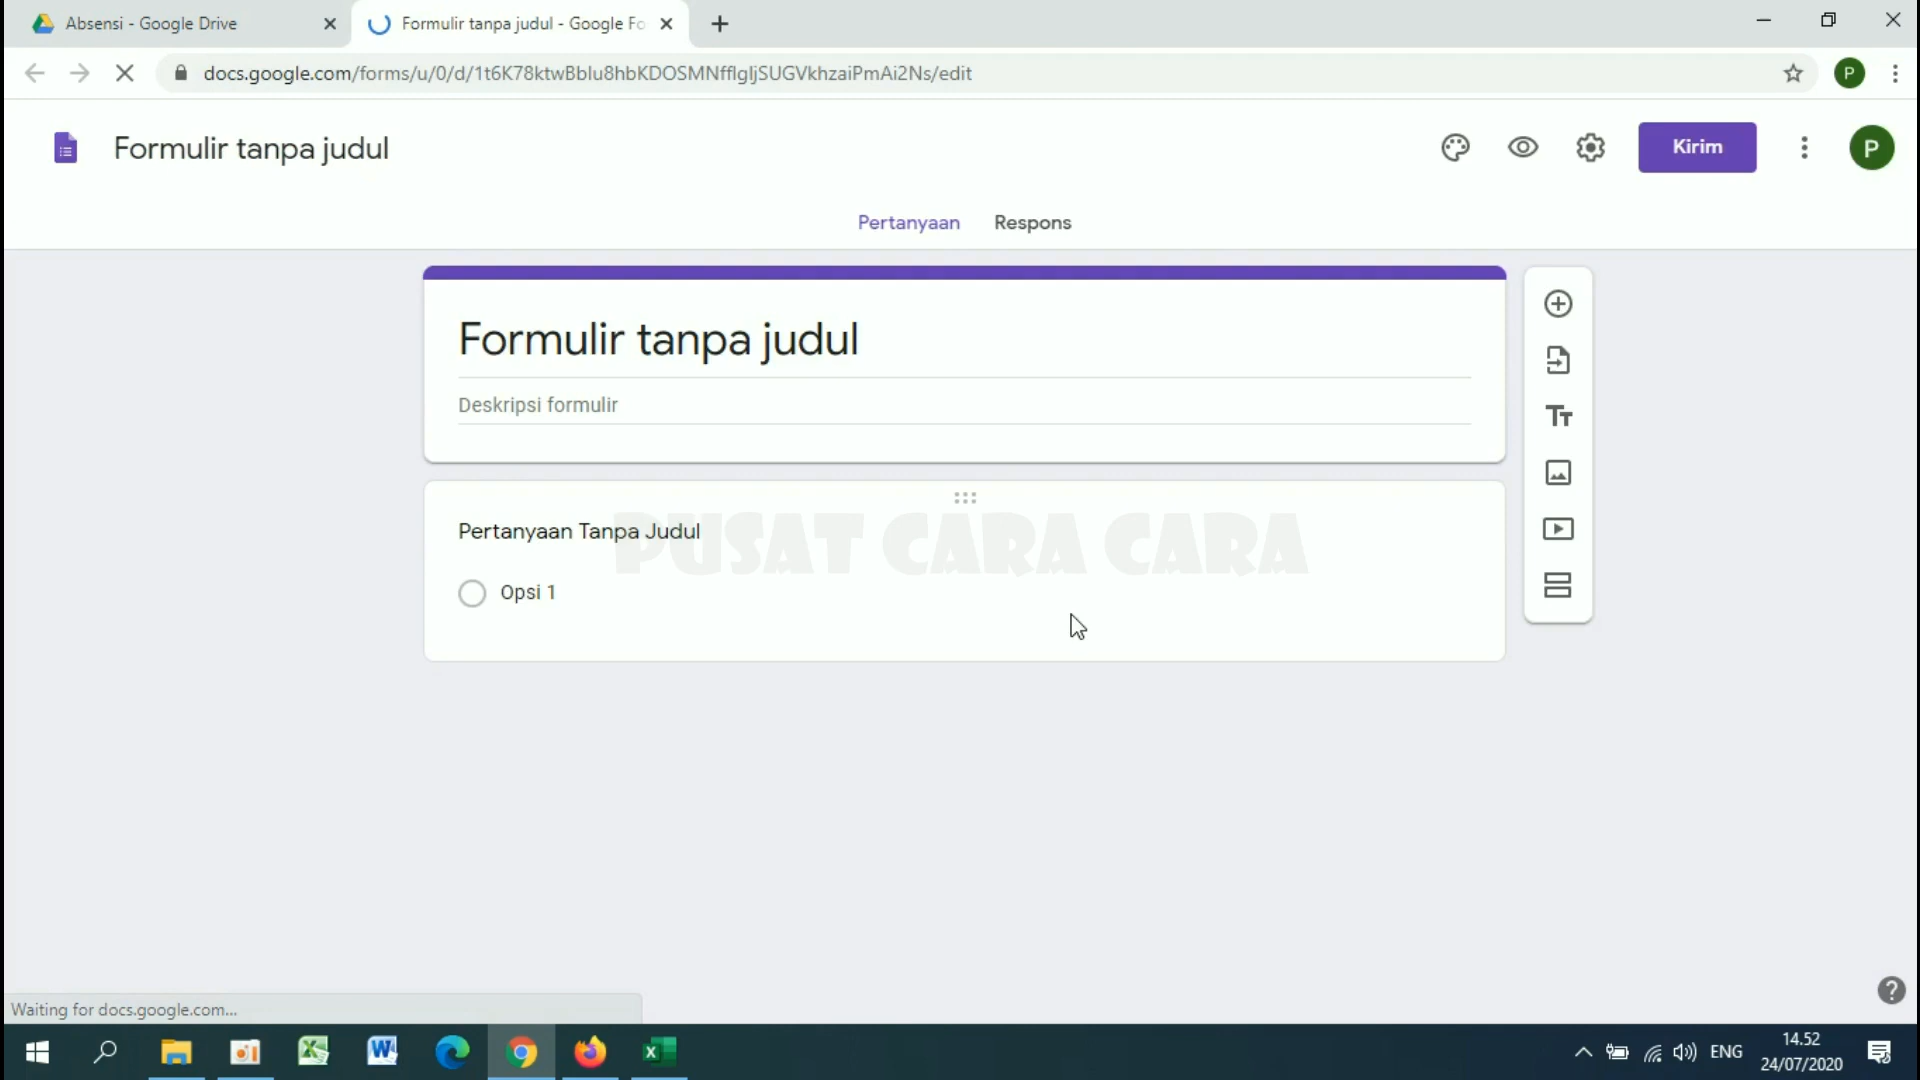 Absensi - Google Drive
Formulir tanpa judul - Google Fo
docs.google.com/forms/u/0/d/1t6K78ktwBblu8hbKDOSMNfflgljSUGVkhzaiPmAi2Ns/edit
P
Formulir tanpa judul
Kirim
P
Pertanyaan
Respons
Formulir tanpa judul
Deskripsi formulir
Pertanyaan Tanpa Judul
PUSAT CARA CARA
Opsi 1
Waiting for docs.google.com...
ENG
14.52
24/07/2020